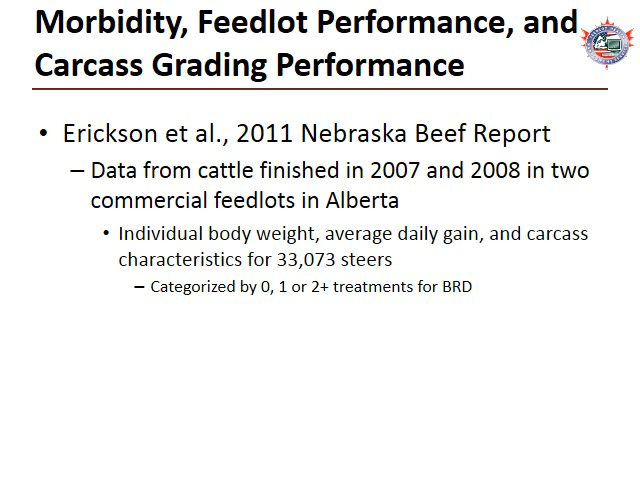 Morbidity, Feedlot Performance, and
Carcass Grading Performance
• Erickson et al., 2011 Nebraska Beef Report
– Data from cattle finished in 2007 and 2008 in two
commercial feedlots in Alberta
• Individual body weight, average daily gain, and carcass
characteristics for 33,073 steers
– Categorized by 0, 1 or 2+ treatments for BRD